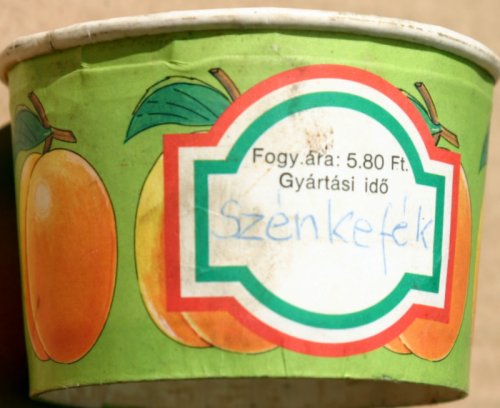 Fogy.ára: 5.80 Ft.
Gyártási idő
Szénkefék